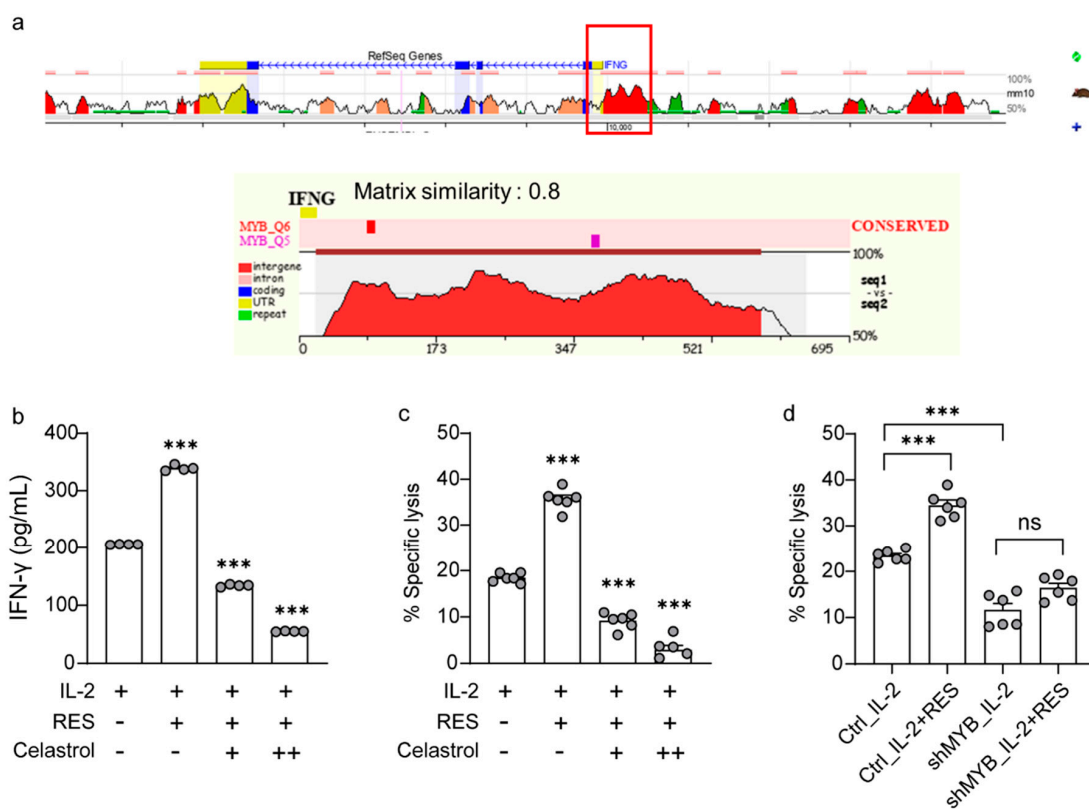 a
RefSeq Genes
IFNG
100%
mm10
50%
10,000
IFNG
Matrix similarity : 0.8
MYB_Q6
CONSERVED
MYB_Q5
100%
intergene
intron
coding
UTR
repeat
seq1
- vs -
seq2
50%
0 173 347 521 695
b
IFN-γ (pg/mL)
400
300
200
100
0
***
***
***
IL-2 + + + +
RES - + + +
Celastrol - - + ++
c
% Specific lysis
50
40
30
20
10
0
***
***
***
IL-2 + + + +
RES - + + +
Celastrol - - + ++
d
% Specific lysis
50
40
30
20
10
0
***
***
ns
Ctrl_IL-2
Ctrl_IL-2+RES
shMYB_IL-2
shMYB_IL-2+RES